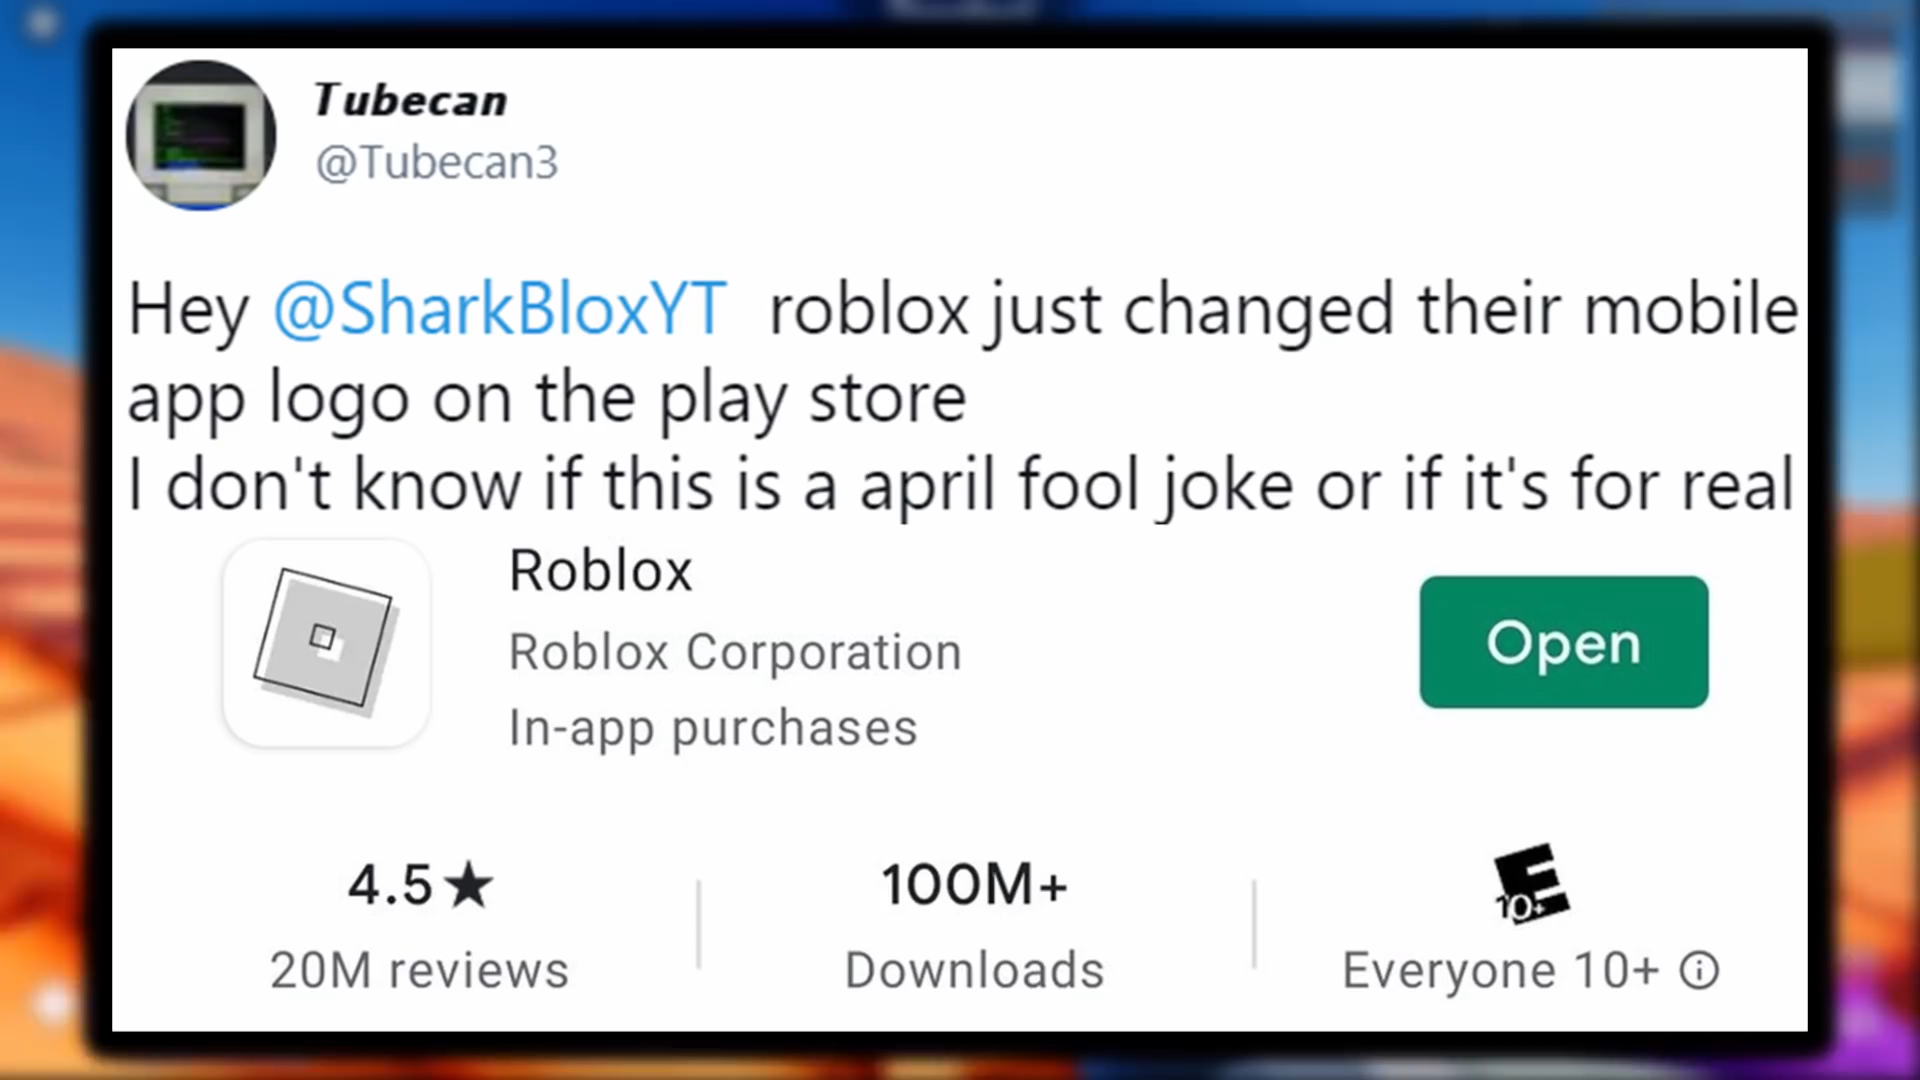 Tubecan
@Tubecan3
Hey @SharkBloxYT roblox just changed their mobile
app logo on the play store
I don't know if this is a april fool joke or if it's for real
Roblox
Roblox Corporation
In-app purchases
Open
4.5★
20M reviews
100M+
Downloads
E
10+
Everyone 10+